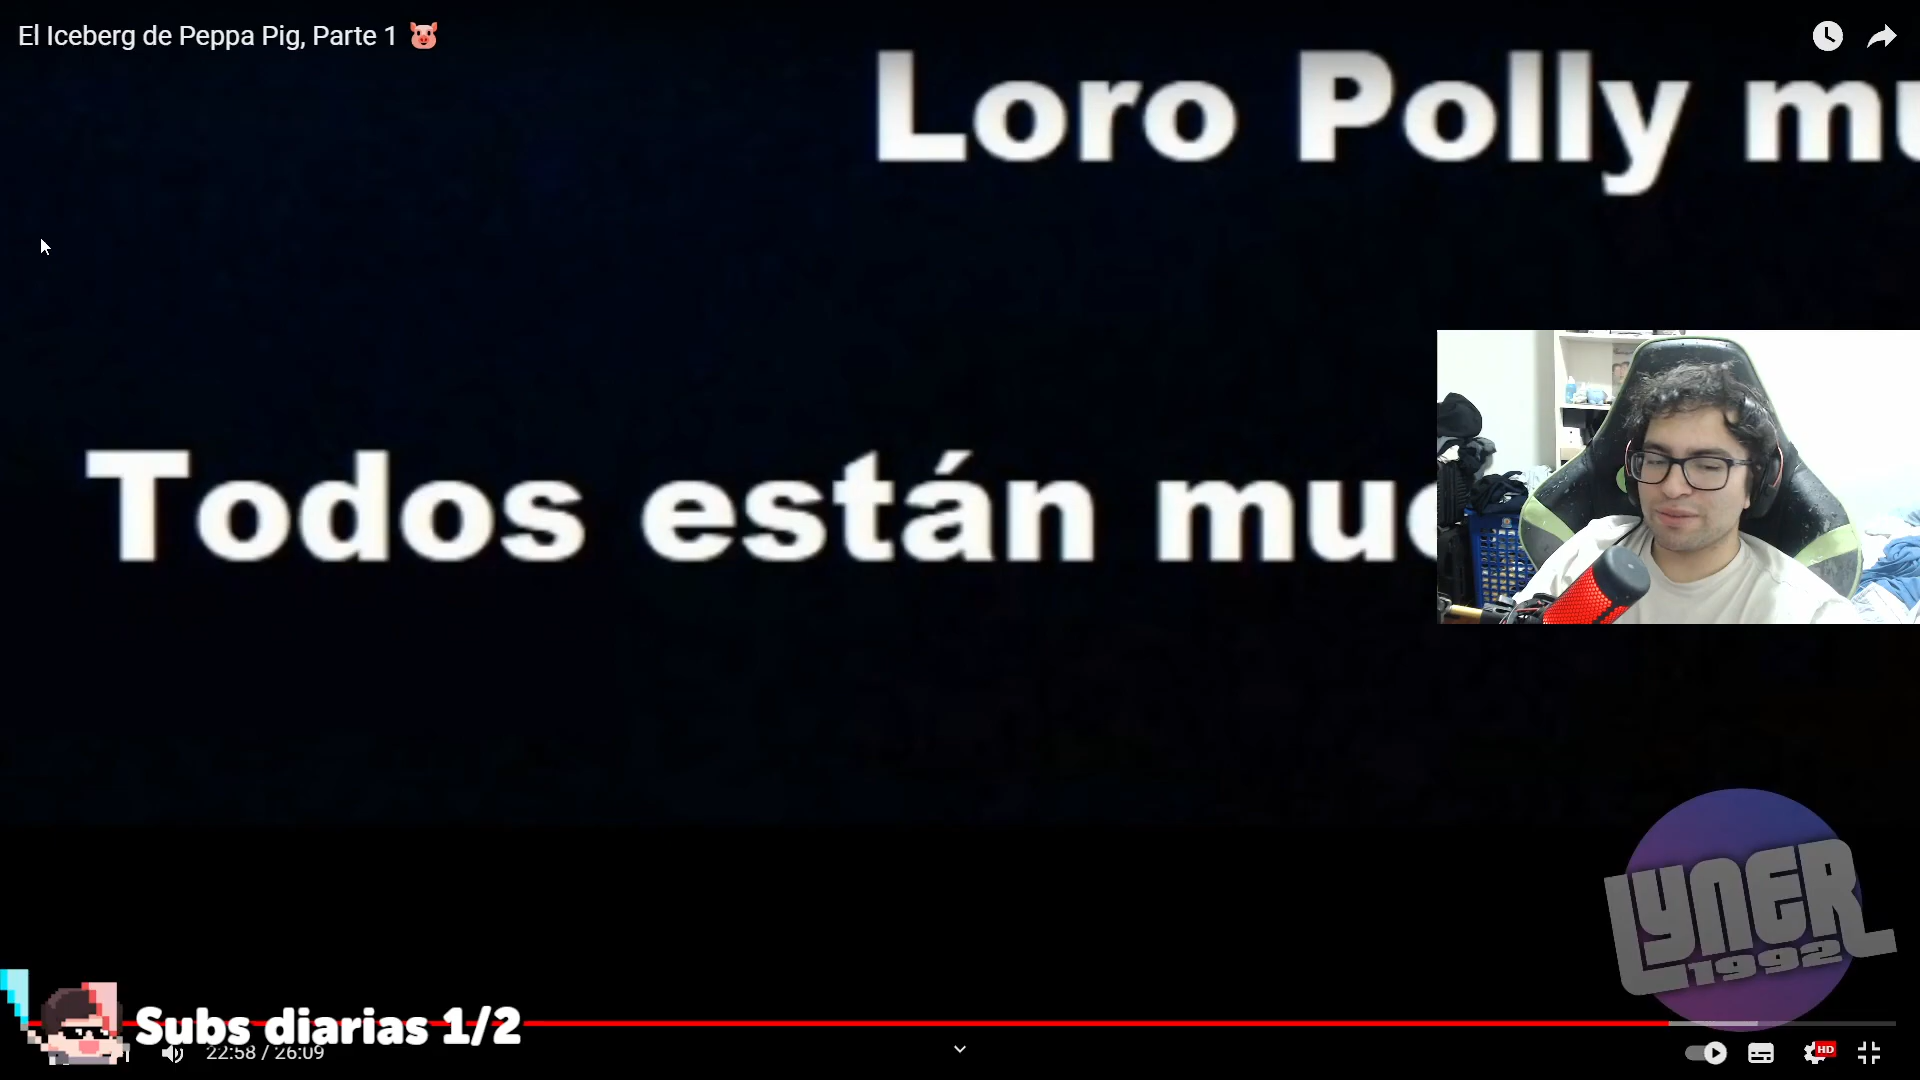 El Iceberg de Peppa Pig, Parte 1
Loro Polly mu
Todos están mue
LYNER
1992
Subs diarias 1/2
22:58 / 26:09
HD